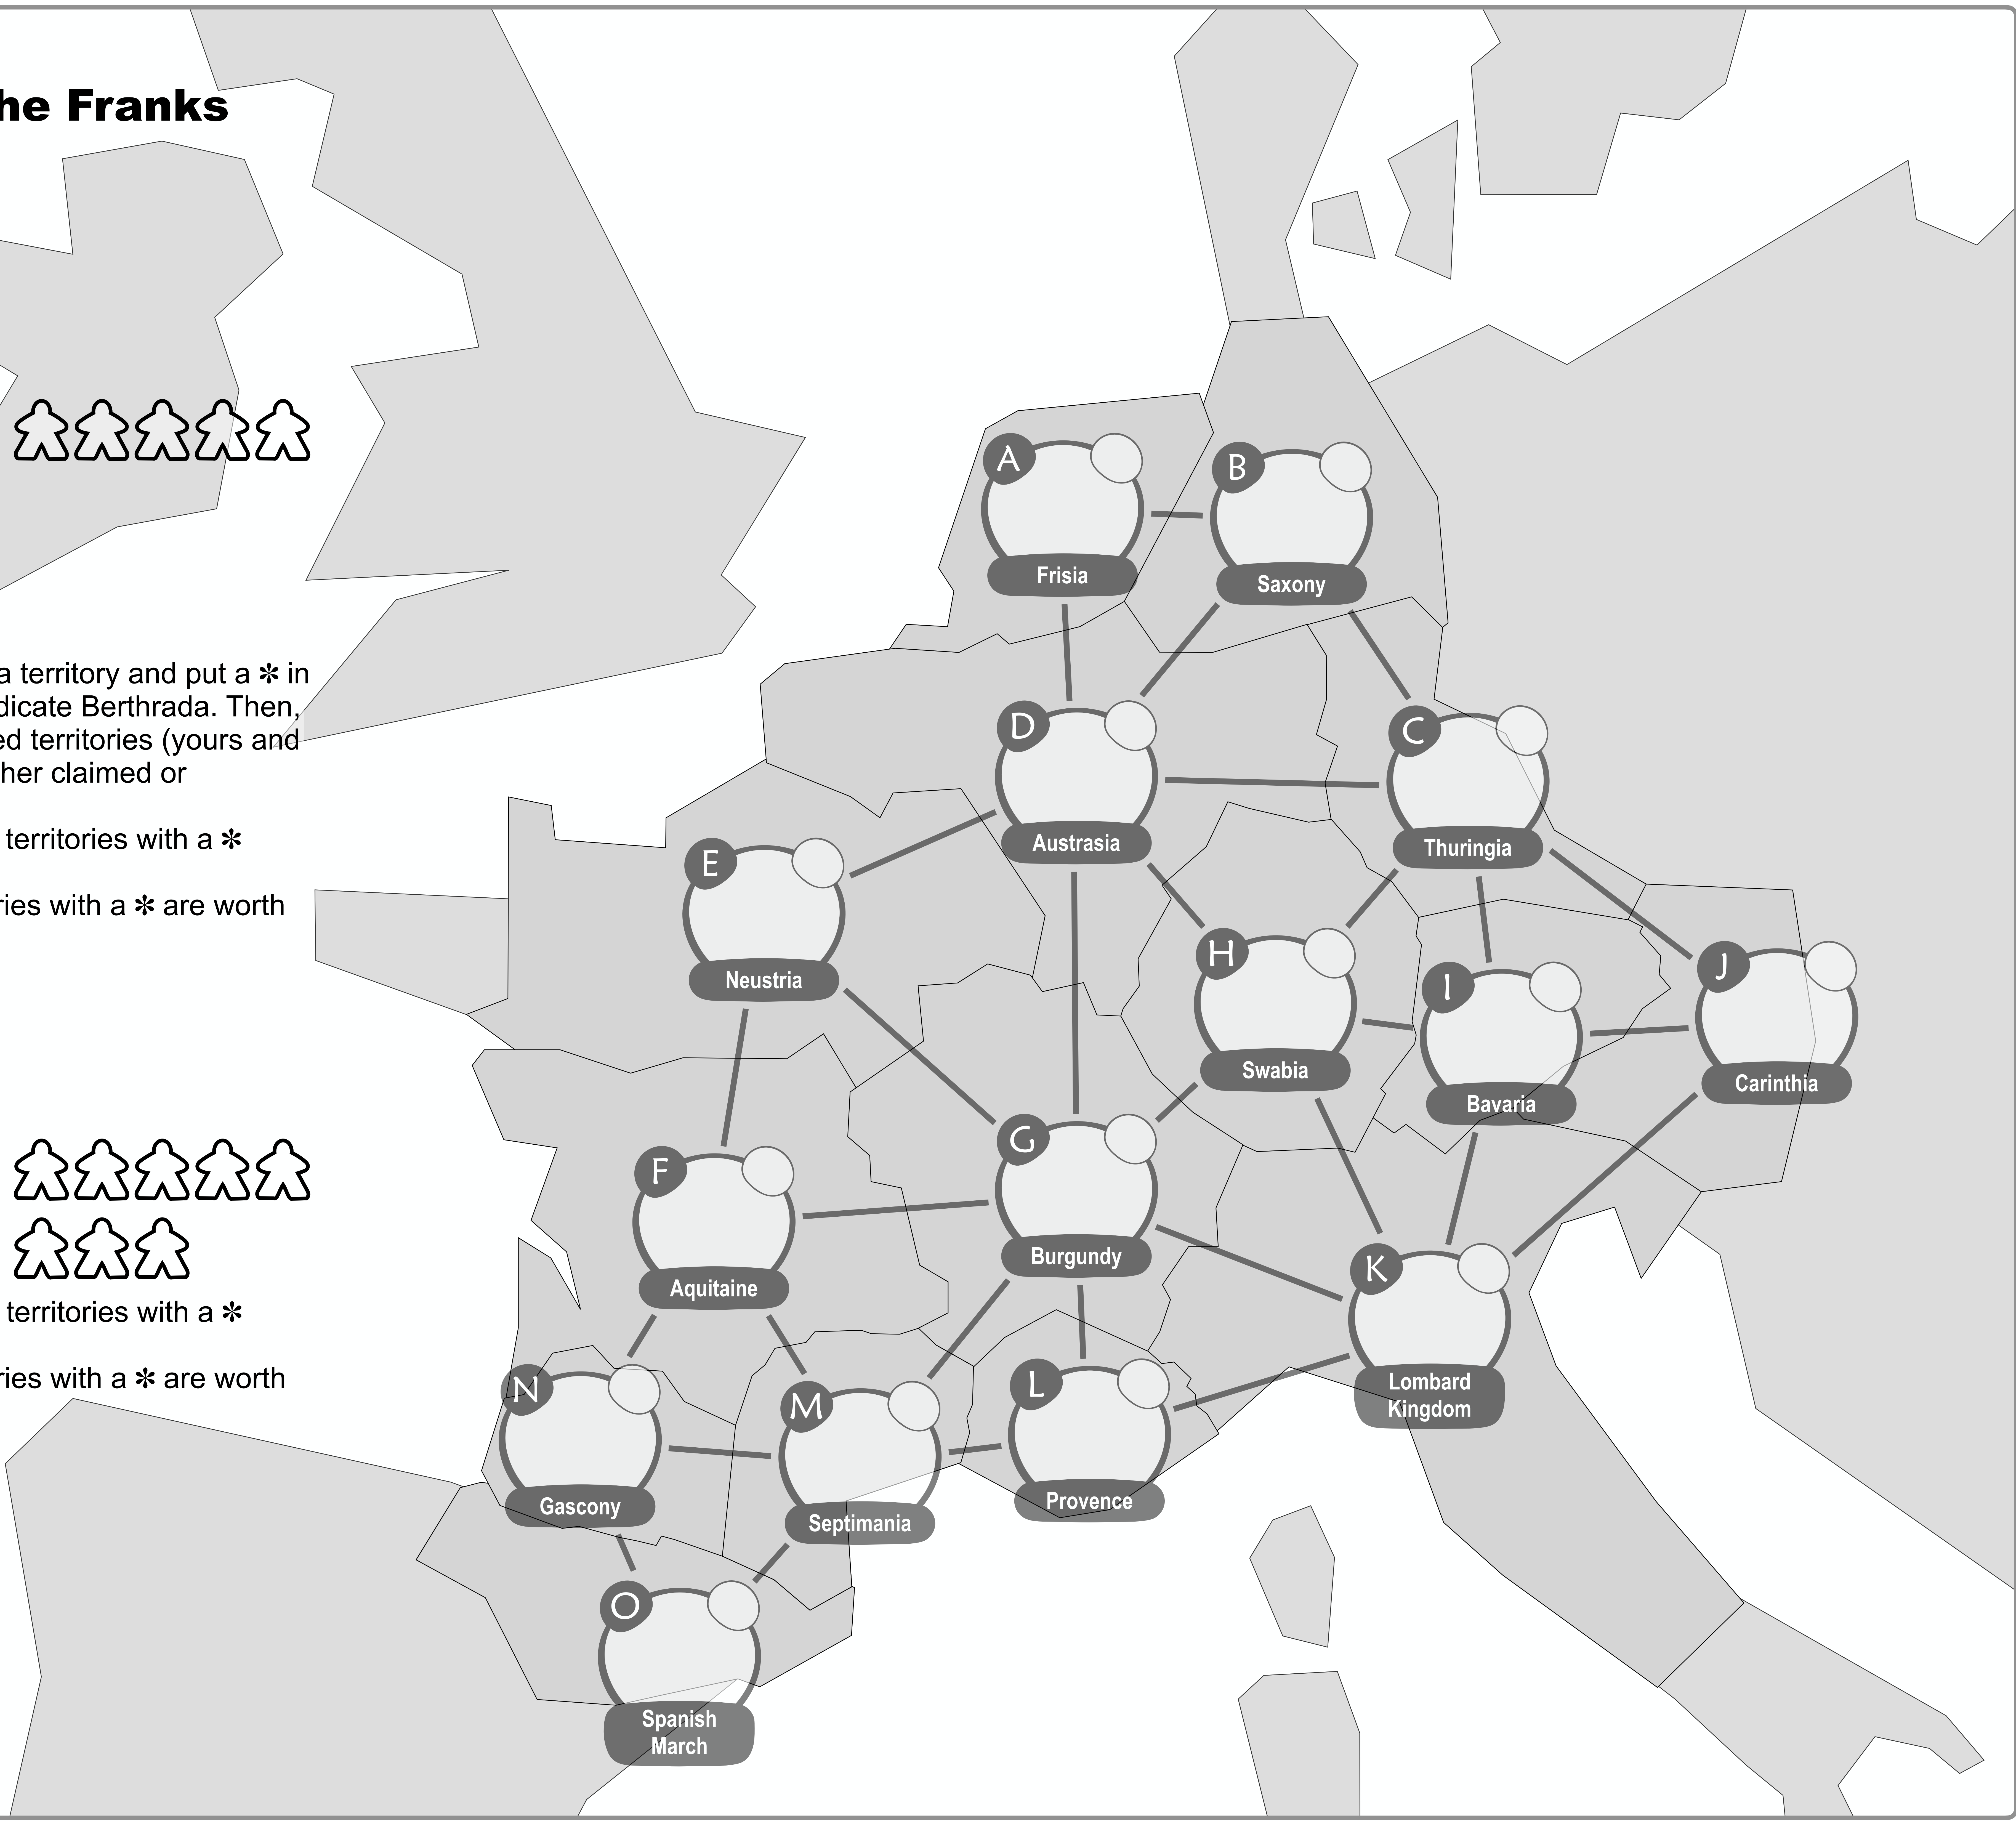 he Franks
a territory and put a ✻ in
dicate Berthrada. Then,
ed territories (yours and
her claimed or
territories with a ✻
ries with a ✻ are worth
territories with a ✻
ries with a ✻ are worth
A
Frisia
B
Saxony
D
Austrasia
C
Thuringia
E
Neustria
H
Swabia
I
Bavaria
J
Carinthia
F
Aquitaine
G
Burgundy
K
Lombard
Kingdom
N
Gascony
M
Septimania
L
Provence
O
Spanish
March